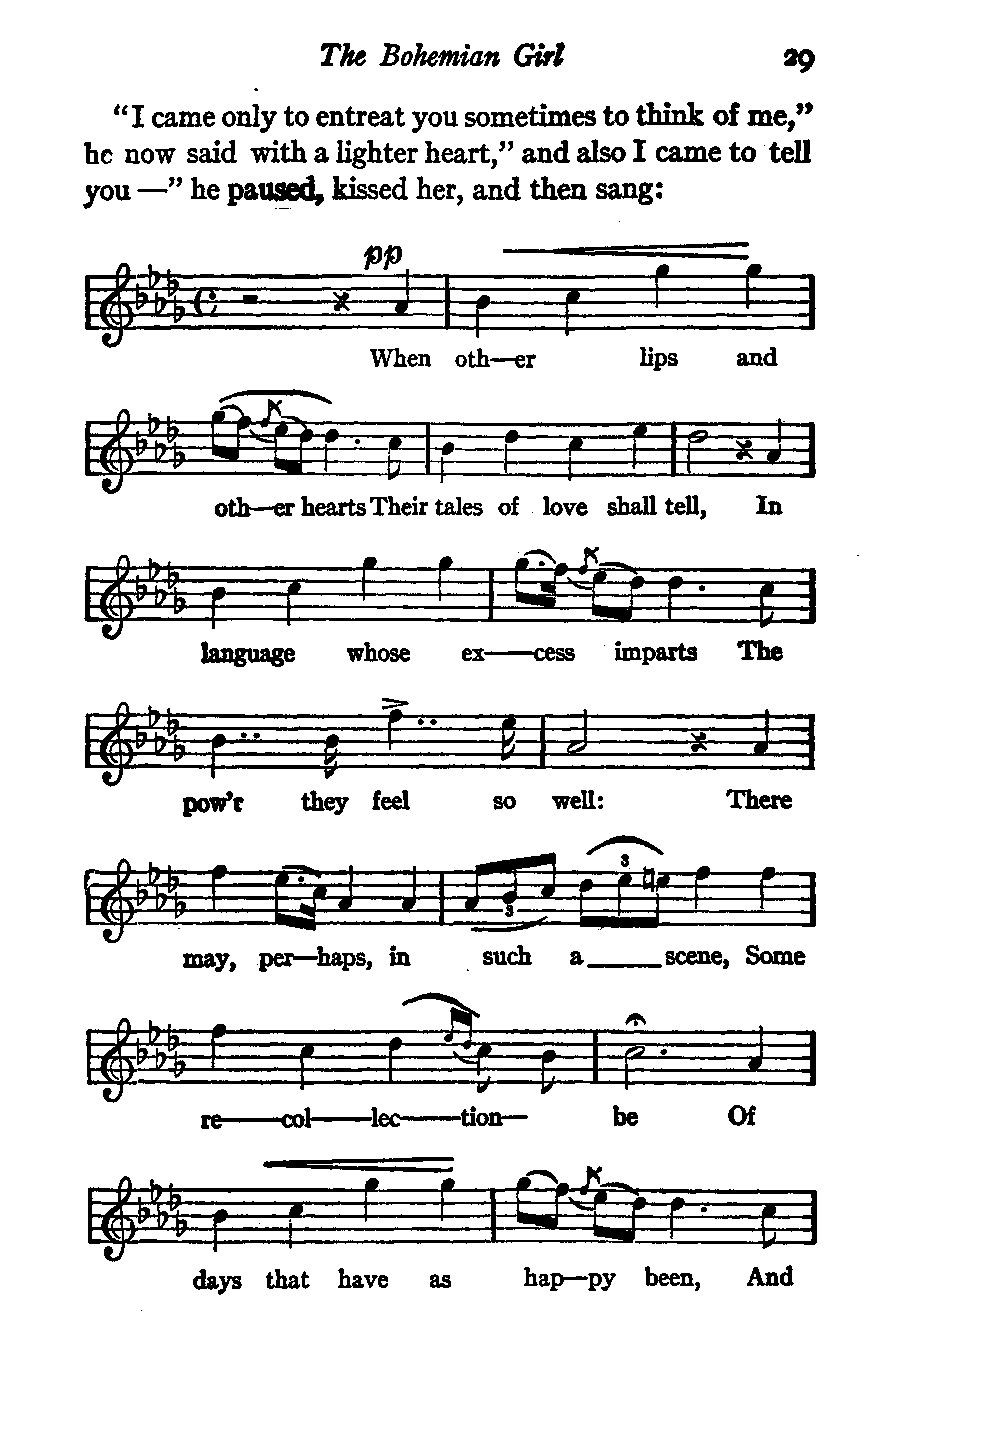 The Bohemian Girl 29
“I came only to entreat you sometimes to think of me,”
he now said with a lighter heart,” and also I came to tell
you —” he paused, kissed her, and then sang:
pp
When oth—er lips and
oth—er hearts Their tales of love shall tell, In
language whose ex——cess imparts The
pow’r they feel so well: There
3
3
may, per—haps, in such a____scene, Some
re——col——lec——tion— be Of
days that have as hap—py been, And